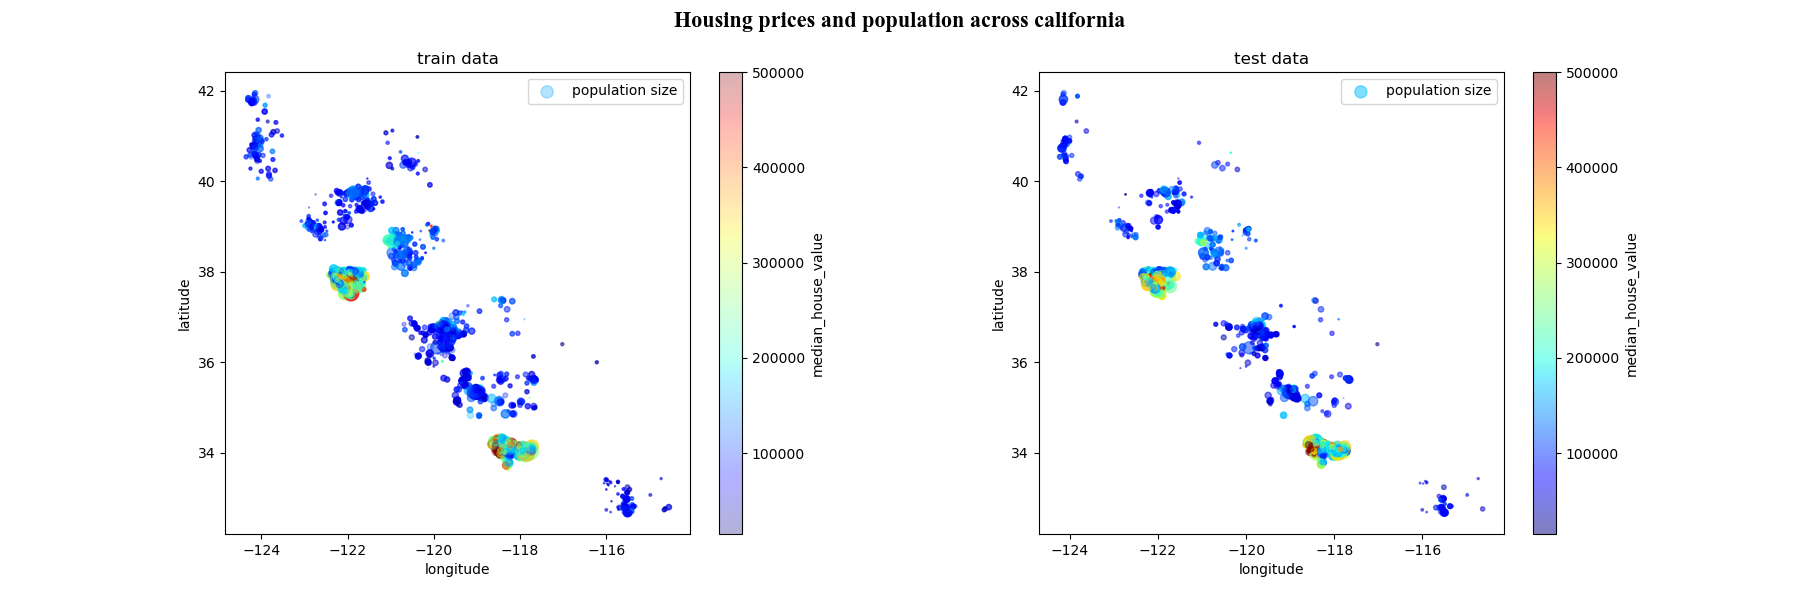 Housing prices and population across california
train data
population size
42
40
38
36
34
latitude
−124
−122
−120
−118
−116
longitude
500000
400000
300000
200000
100000
median_house_value
test data
population size
42
40
38
36
34
latitude
−124
−122
−120
−118
−116
longitude
500000
400000
300000
200000
100000
median_house_value